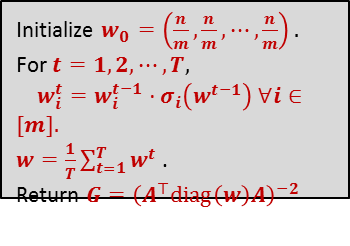 Initialize w₀ = (n/m, n/m, ⋯, n/m).
For t = 1,2,⋯,T,
wᵢᵗ = wᵢᵗ⁻¹ · σᵢ(wᵗ⁻¹) ∀i ∈
[m].
w = 1/T ∑ₜ₌₁ᵀ wᵗ .
Return G = (A⊤diag(w)A)⁻²